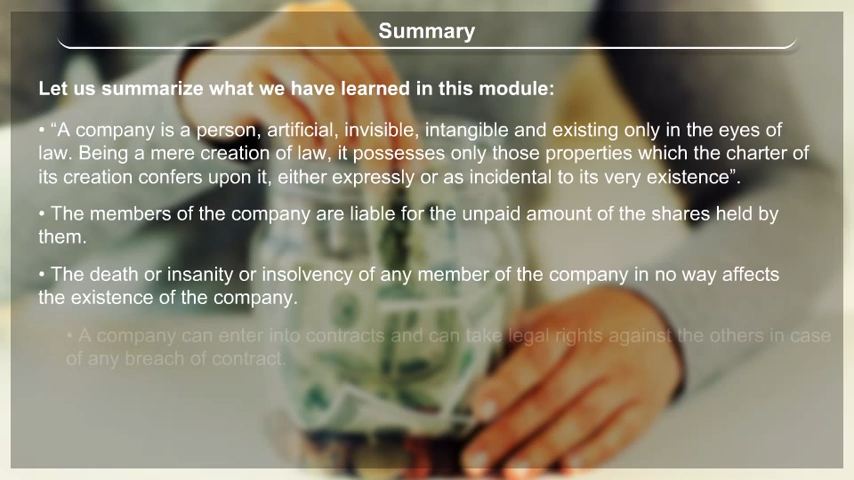 Summary
Let us summarize what we have learned in this module:
• “A company is a person, artificial, invisible, intangible and existing only in the eyes of
law. Being a mere creation of law, it possesses only those properties which the charter of
its creation confers upon it, either expressly or as incidental to its very existence”.
• The members of the company are liable for the unpaid amount of the shares held by
them.
• The death or insanity or insolvency of any member of the company in no way affects
the existence of the company.
• A company can enter into contracts and can take legal rights against the others in case
of any breach of contract.